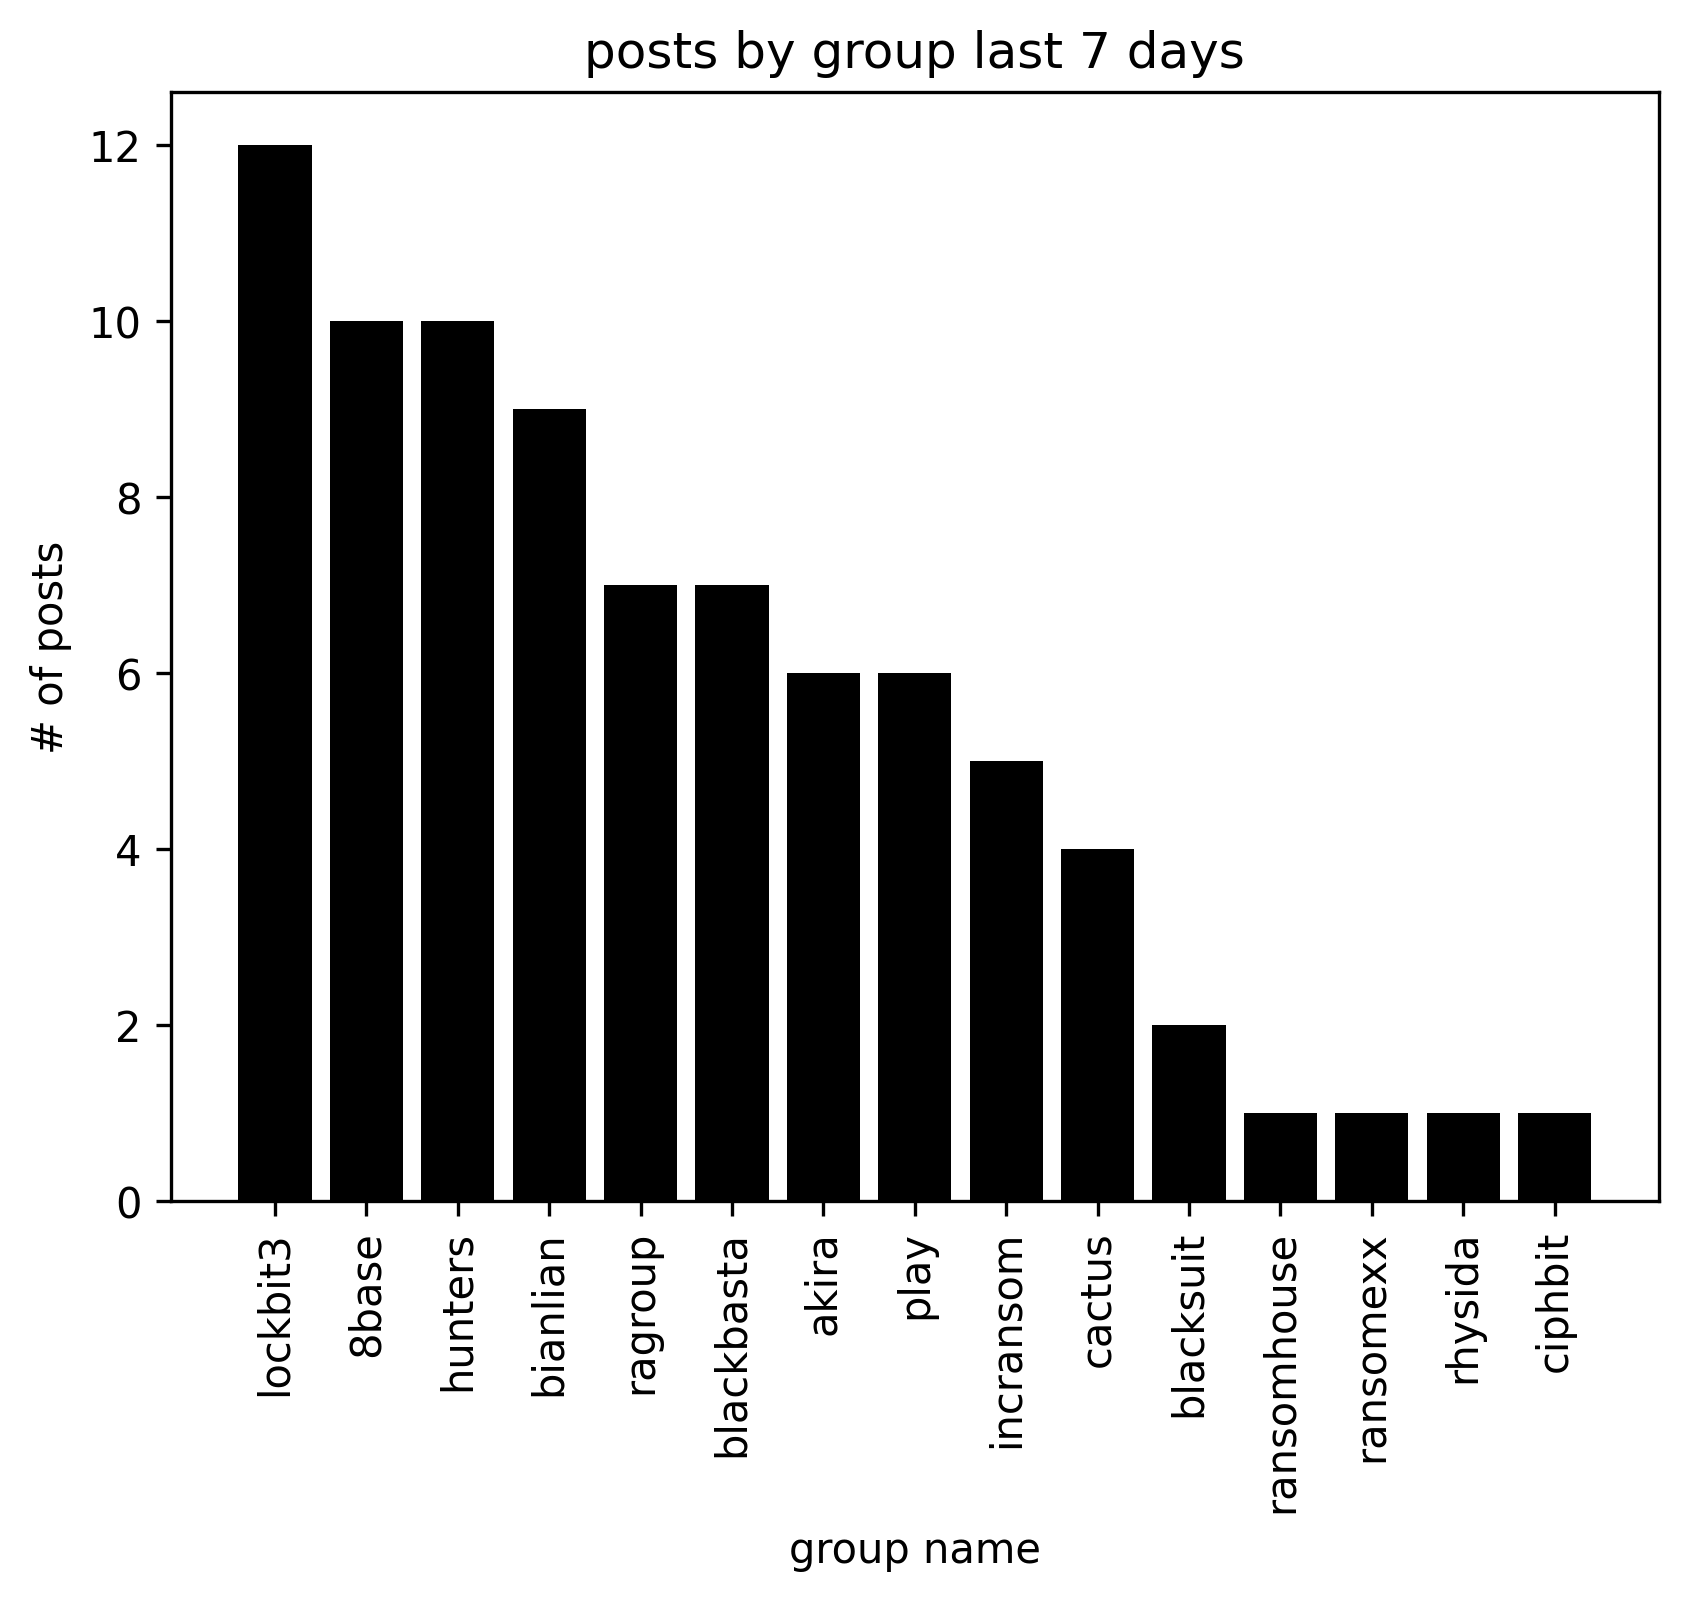 posts by group last 7 days
12
10
8
6
4
2
0
# of posts
lockbit3
8base
hunters
bianlian
ragroup
blackbasta
akira
play
incransom
cactus
blacksuit
ransomhouse
ransomexx
rhysida
ciphbit
group name